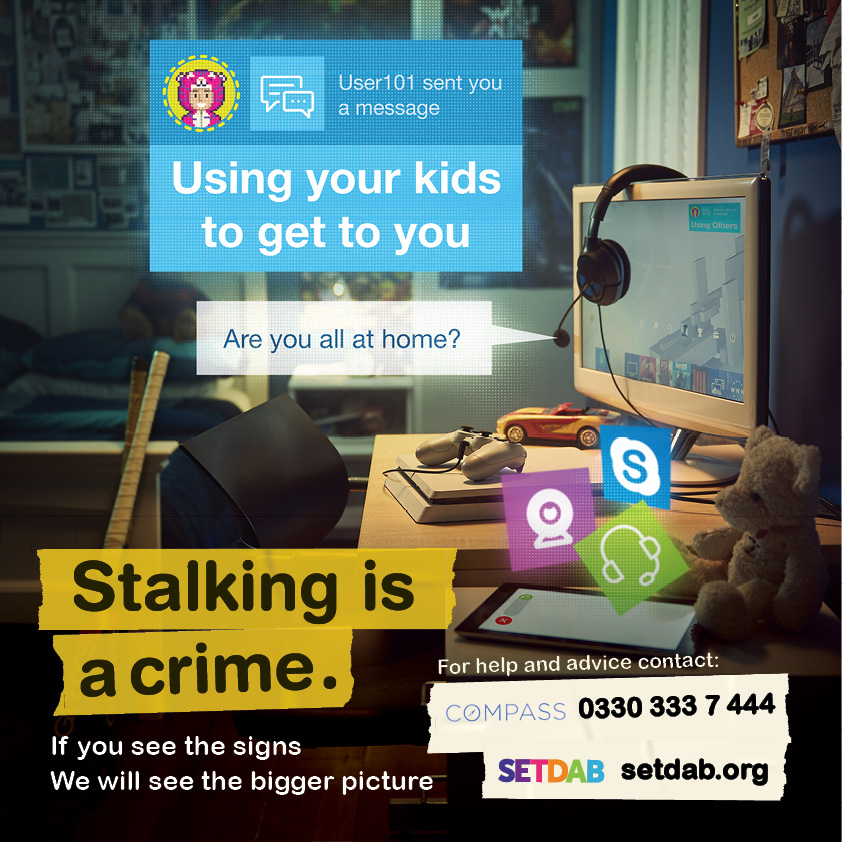 User101 sent you
a message
Using your kids
to get to you
Using Others
Are you all at home?
Stalking is
a crime.
If you see the signs
We will see the bigger picture
For help and advice contact:
COMPASS 0330 333 7 444
SETDAB setdab.org